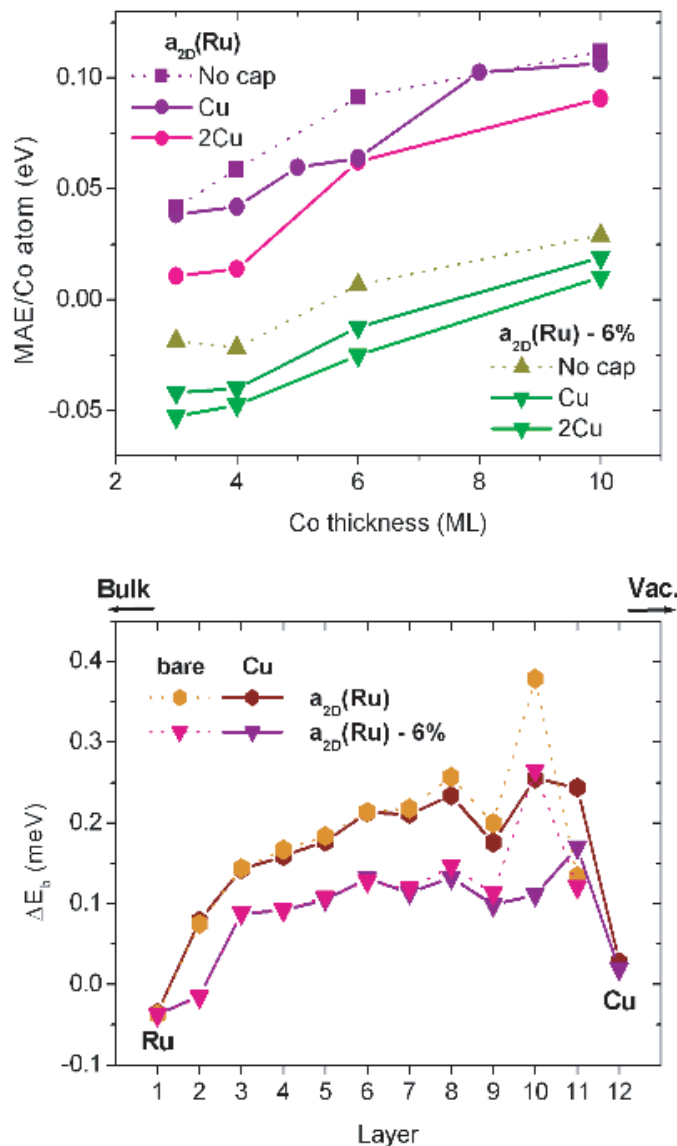 a2D(Ru)
No cap
Cu
2Cu
0.10
0.05
0.00
-0.05
MAE/Co atom (eV)
a2D(Ru) - 6%
No cap
Cu
2Cu
2 4 6 8 10
Co thickness (ML)
Bulk Vac.
bare Cu
a2D(Ru)
a2D(Ru) - 6%
0.4
0.3
0.2
0.1
0.0
-0.1
ΔEb (meV)
Ru
Cu
1 2 3 4 5 6 7 8 9 10 11 12
Layer